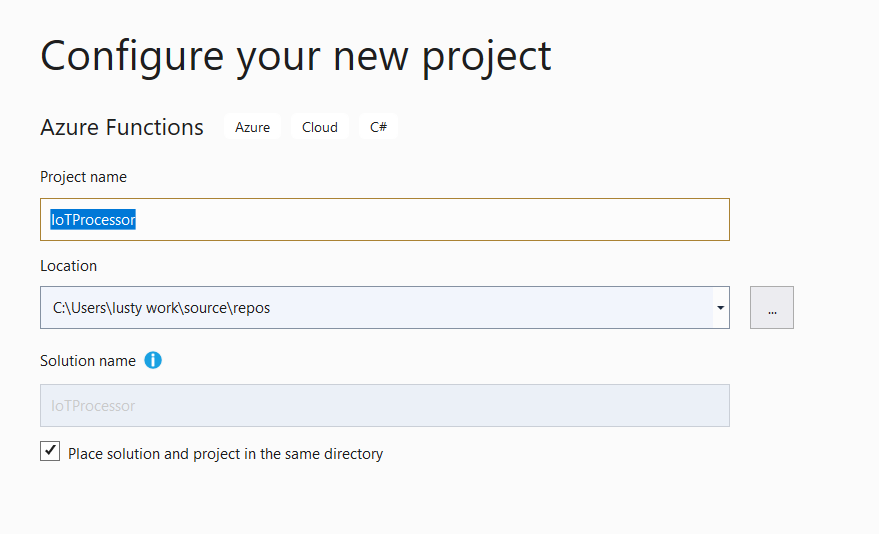 Configure your new project
Azure Functions Azure Cloud C#
Project name
IoTProcessor
Location
C:\Users\lusty work\source\repos
...
Solution name
IoTProcessor
Place solution and project in the same directory